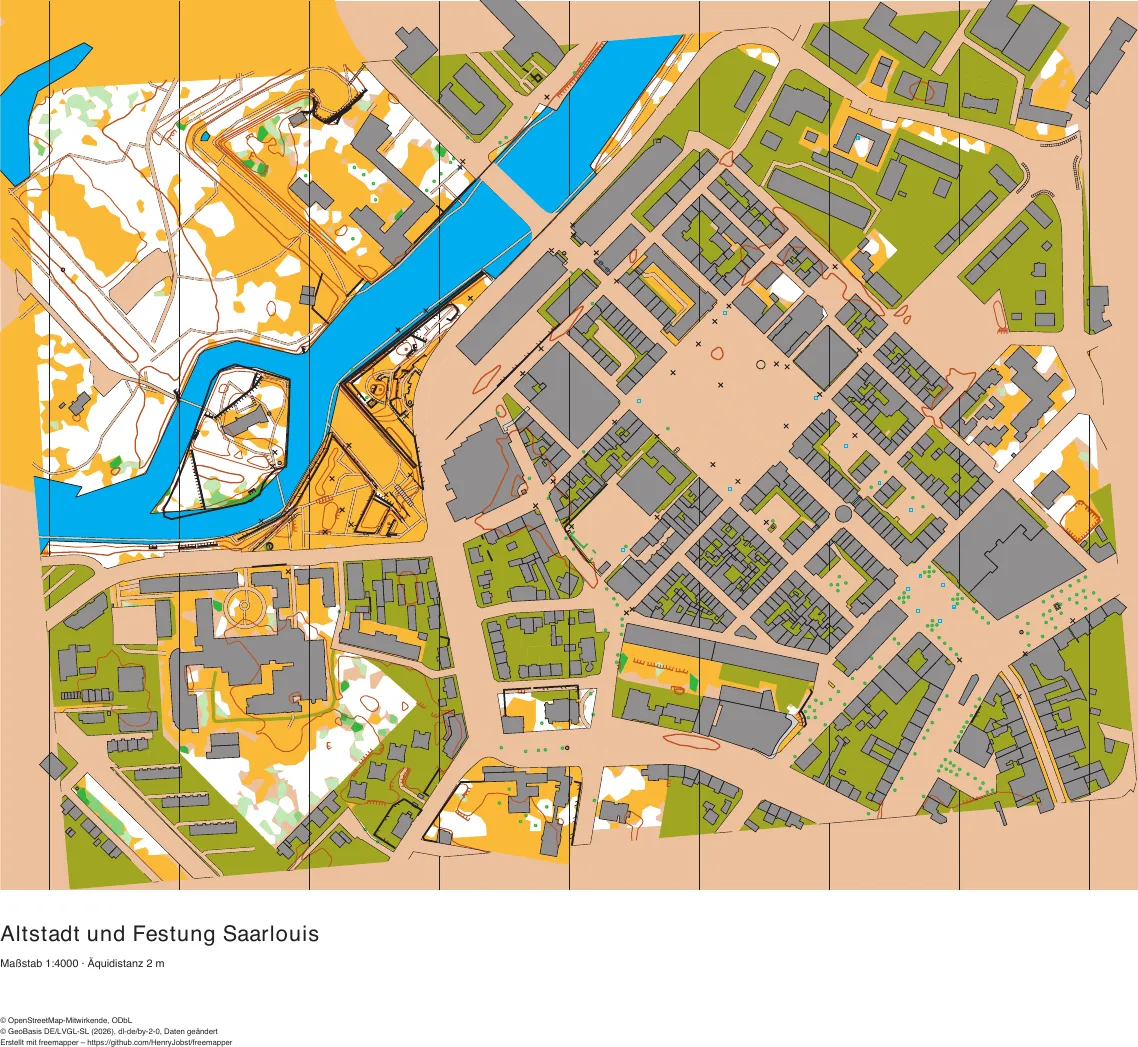 Altstadt und Festung Saarlouis
Maßstab 1:4000 · Äquidistanz 2 m
© OpenStreetMap-Mitwirkende, ODbL
© GeoBasis DE/LVGL-SL (2026), dl-de/by-2-0, Daten geändert
Erstellt mit freemapper – https://github.com/HenryJobst/freemapper